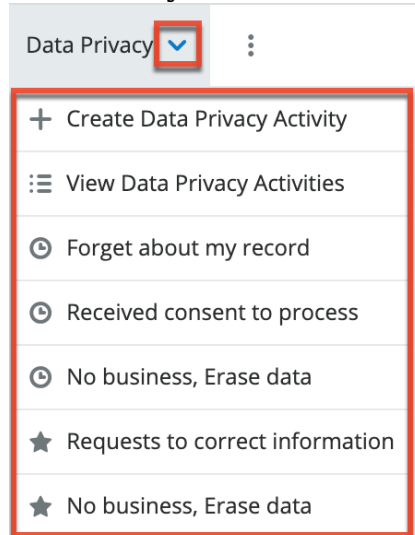 Data Privacy
Create Data Privacy Activity
View Data Privacy Activities
Forget about my record
Received consent to process
No business, Erase data
Requests to correct information
No business, Erase data